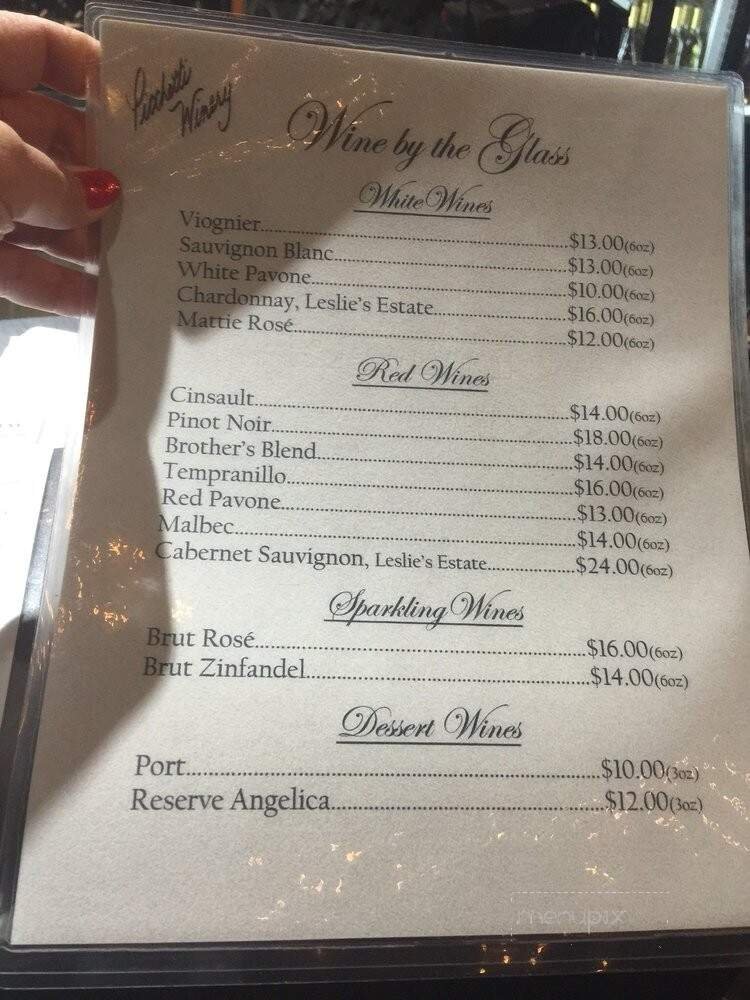 Picchetti
Winery
Wine by the Glass
White Wines
Viognier........................$13.00(6oz)
Sauvignon Blanc........................$13.00(6oz)
White Pavone........................$10.00(6oz)
Chardonnay, Leslie's Estate........................$16.00(6oz)
Mattie Rosé........................$12.00(6oz)
Red Wines
Cinsault........................$14.00(6oz)
Pinot Noir........................$18.00(6oz)
Brother's Blend........................$14.00(6oz)
Tempranillo........................$16.00(6oz)
Red Pavone........................$13.00(6oz)
Malbec........................$14.00(6oz)
Cabernet Sauvignon, Leslie's Estate........................$24.00(6oz)
Sparkling Wines
Brut Rosé........................$16.00(6oz)
Brut Zinfandel........................$14.00(6oz)
Dessert Wines
Port........................$10.00(3oz)
Reserve Angelica........................$12.00(3oz)
menupix